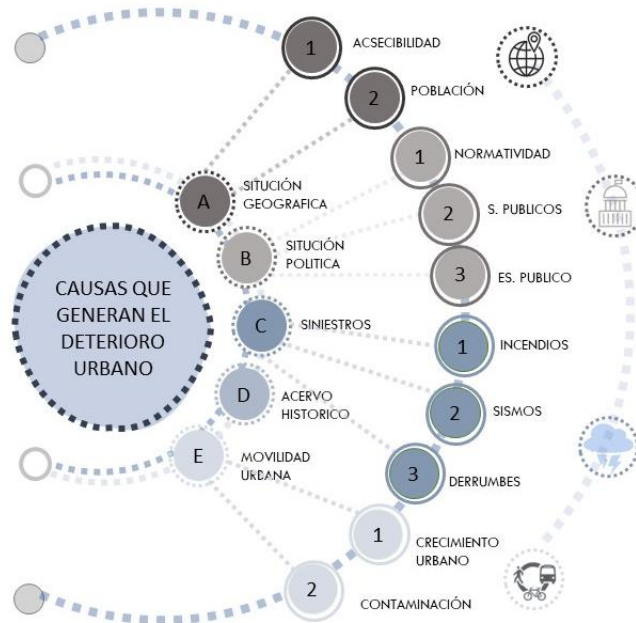 1
ACSECIBILIDAD
2
POBLACIÓN
1
NORMATIVIDAD
A
SITUCIÓN
GEOGRAFICA
2
S. PUBLICOS
B
SITUCIÓN
POLITICA
3
ES. PUBLICO
CAUSAS QUE
GENERAN EL
DETERIORO
URBANO
C
SINIESTROS
1
INCENDIOS
D
ACERVO
HISTORICO
2
SISMOS
E
MOVILIDAD
URBANA
3
DERRUMBES
1
CRECIMIENTO
URBANO
2
CONTAMINACIÓN